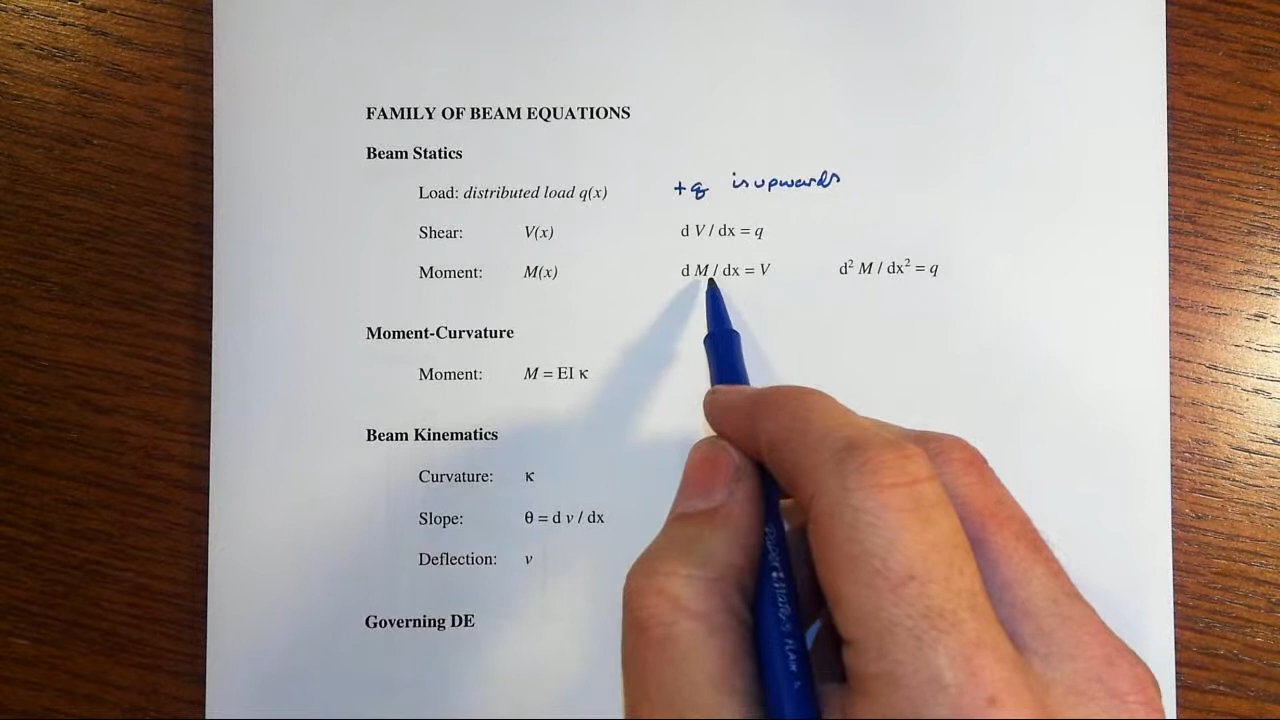 FAMILY OF BEAM EQUATIONS
Beam Statics
Load: distributed load q(x) +q is upwards
Shear: V(x) d V / dx = q
Moment: M(x) d M / dx = V d² M / dx² = q
Moment-Curvature
Moment: M = EI κ
Beam Kinematics
Curvature: κ
Slope: θ = d v / dx
Deflection: v
Governing DE